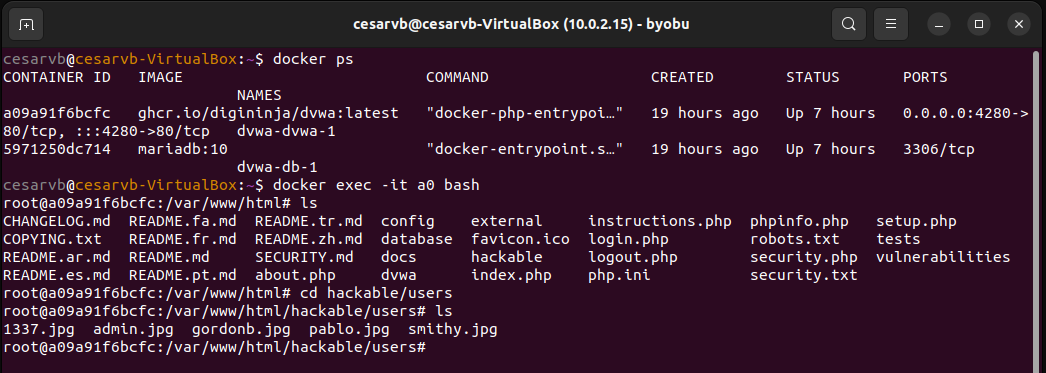 cesarvb@cesarvb-VirtualBox (10.0.2.15) - byobu
cesarvb@cesarvb-VirtualBox:~$ docker ps
CONTAINER ID   IMAGE                             COMMAND                  CREATED        STATUS       PORTS
                          NAMES
a09a91f6bcfc   ghcr.io/digininja/dvwa:latest   "docker-php-entrypoi…"   19 hours ago   Up 7 hours   0.0.0.0:4280->
80/tcp, :::4280->80/tcp   dvwa-dvwa-1
5971250dc714   mariadb:10                      "docker-entrypoint.s…"   19 hours ago   Up 7 hours   3306/tcp
                          dvwa-db-1
cesarvb@cesarvb-VirtualBox:~$ docker exec -it a0 bash
root@a09a91f6bcfc:/var/www/html# ls
CHANGELOG.md  README.fa.md  README.tr.md  config    external     instructions.php  phpinfo.php   setup.php
COPYING.txt   README.fr.md  README.zh.md  database  favicon.ico  login.php         robots.txt    tests
README.ar.md  README.md     SECURITY.md   docs      hackable     logout.php        security.php  vulnerabilities
README.es.md  README.pt.md  about.php     dvwa      index.php    php.ini           security.txt
root@a09a91f6bcfc:/var/www/html# cd hackable/users
root@a09a91f6bcfc:/var/www/html/hackable/users# ls
1337.jpg  admin.jpg  gordonb.jpg  pablo.jpg  smithy.jpg
root@a09a91f6bcfc:/var/www/html/hackable/users#